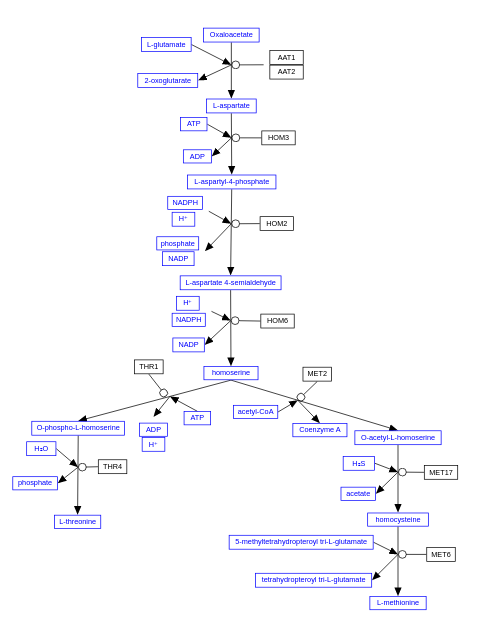 Oxaloacetate
L-glutamate
AAT1
AAT2
2-oxoglutarate
L-aspartate
ATP
HOM3
ADP
L-aspartyl-4-phosphate
NADPH
H⁺
HOM2
phosphate
NADP
L-aspartate 4-semialdehyde
H⁺
NADPH
HOM6
NADP
THR1
homoserine
MET2
acetyl-CoA
ATP
O-phospho-L-homoserine
ADP
H⁺
Coenzyme A
O-acetyl-L-homoserine
H₂O
THR4
phosphate
H₂S
MET17
acetate
L-threonine
homocysteine
5-methyltetrahydropteroyl tri-L-glutamate
MET6
tetrahydropteroyl tri-L-glutamate
L-methionine